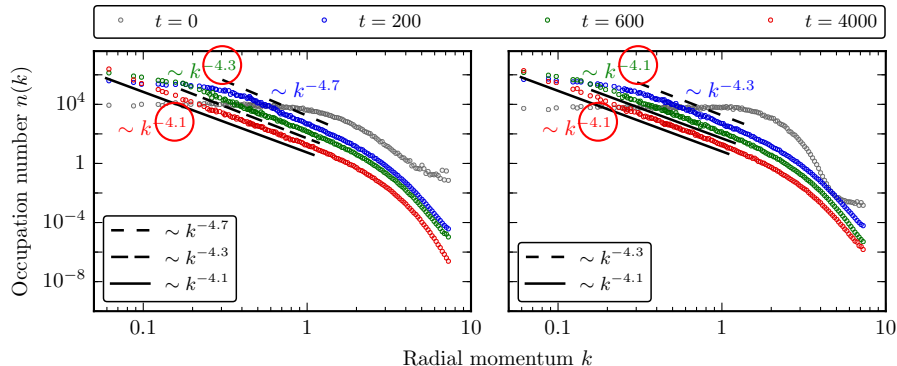 t = 0 t = 200 t = 600 t = 4000
Occupation number n(k)
10^4
1
10^{-4}
10^{-8}
∼ k^{-4.3}
∼ k^{-4.7}
∼ k^{-4.1}
∼ k^{-4.7}
∼ k^{-4.3}
∼ k^{-4.1}
0.1 1 10
∼ k^{-4.1}
∼ k^{-4.3}
∼ k^{-4.1}
∼ k^{-4.3}
∼ k^{-4.1}
0.1 1 10
Radial momentum k